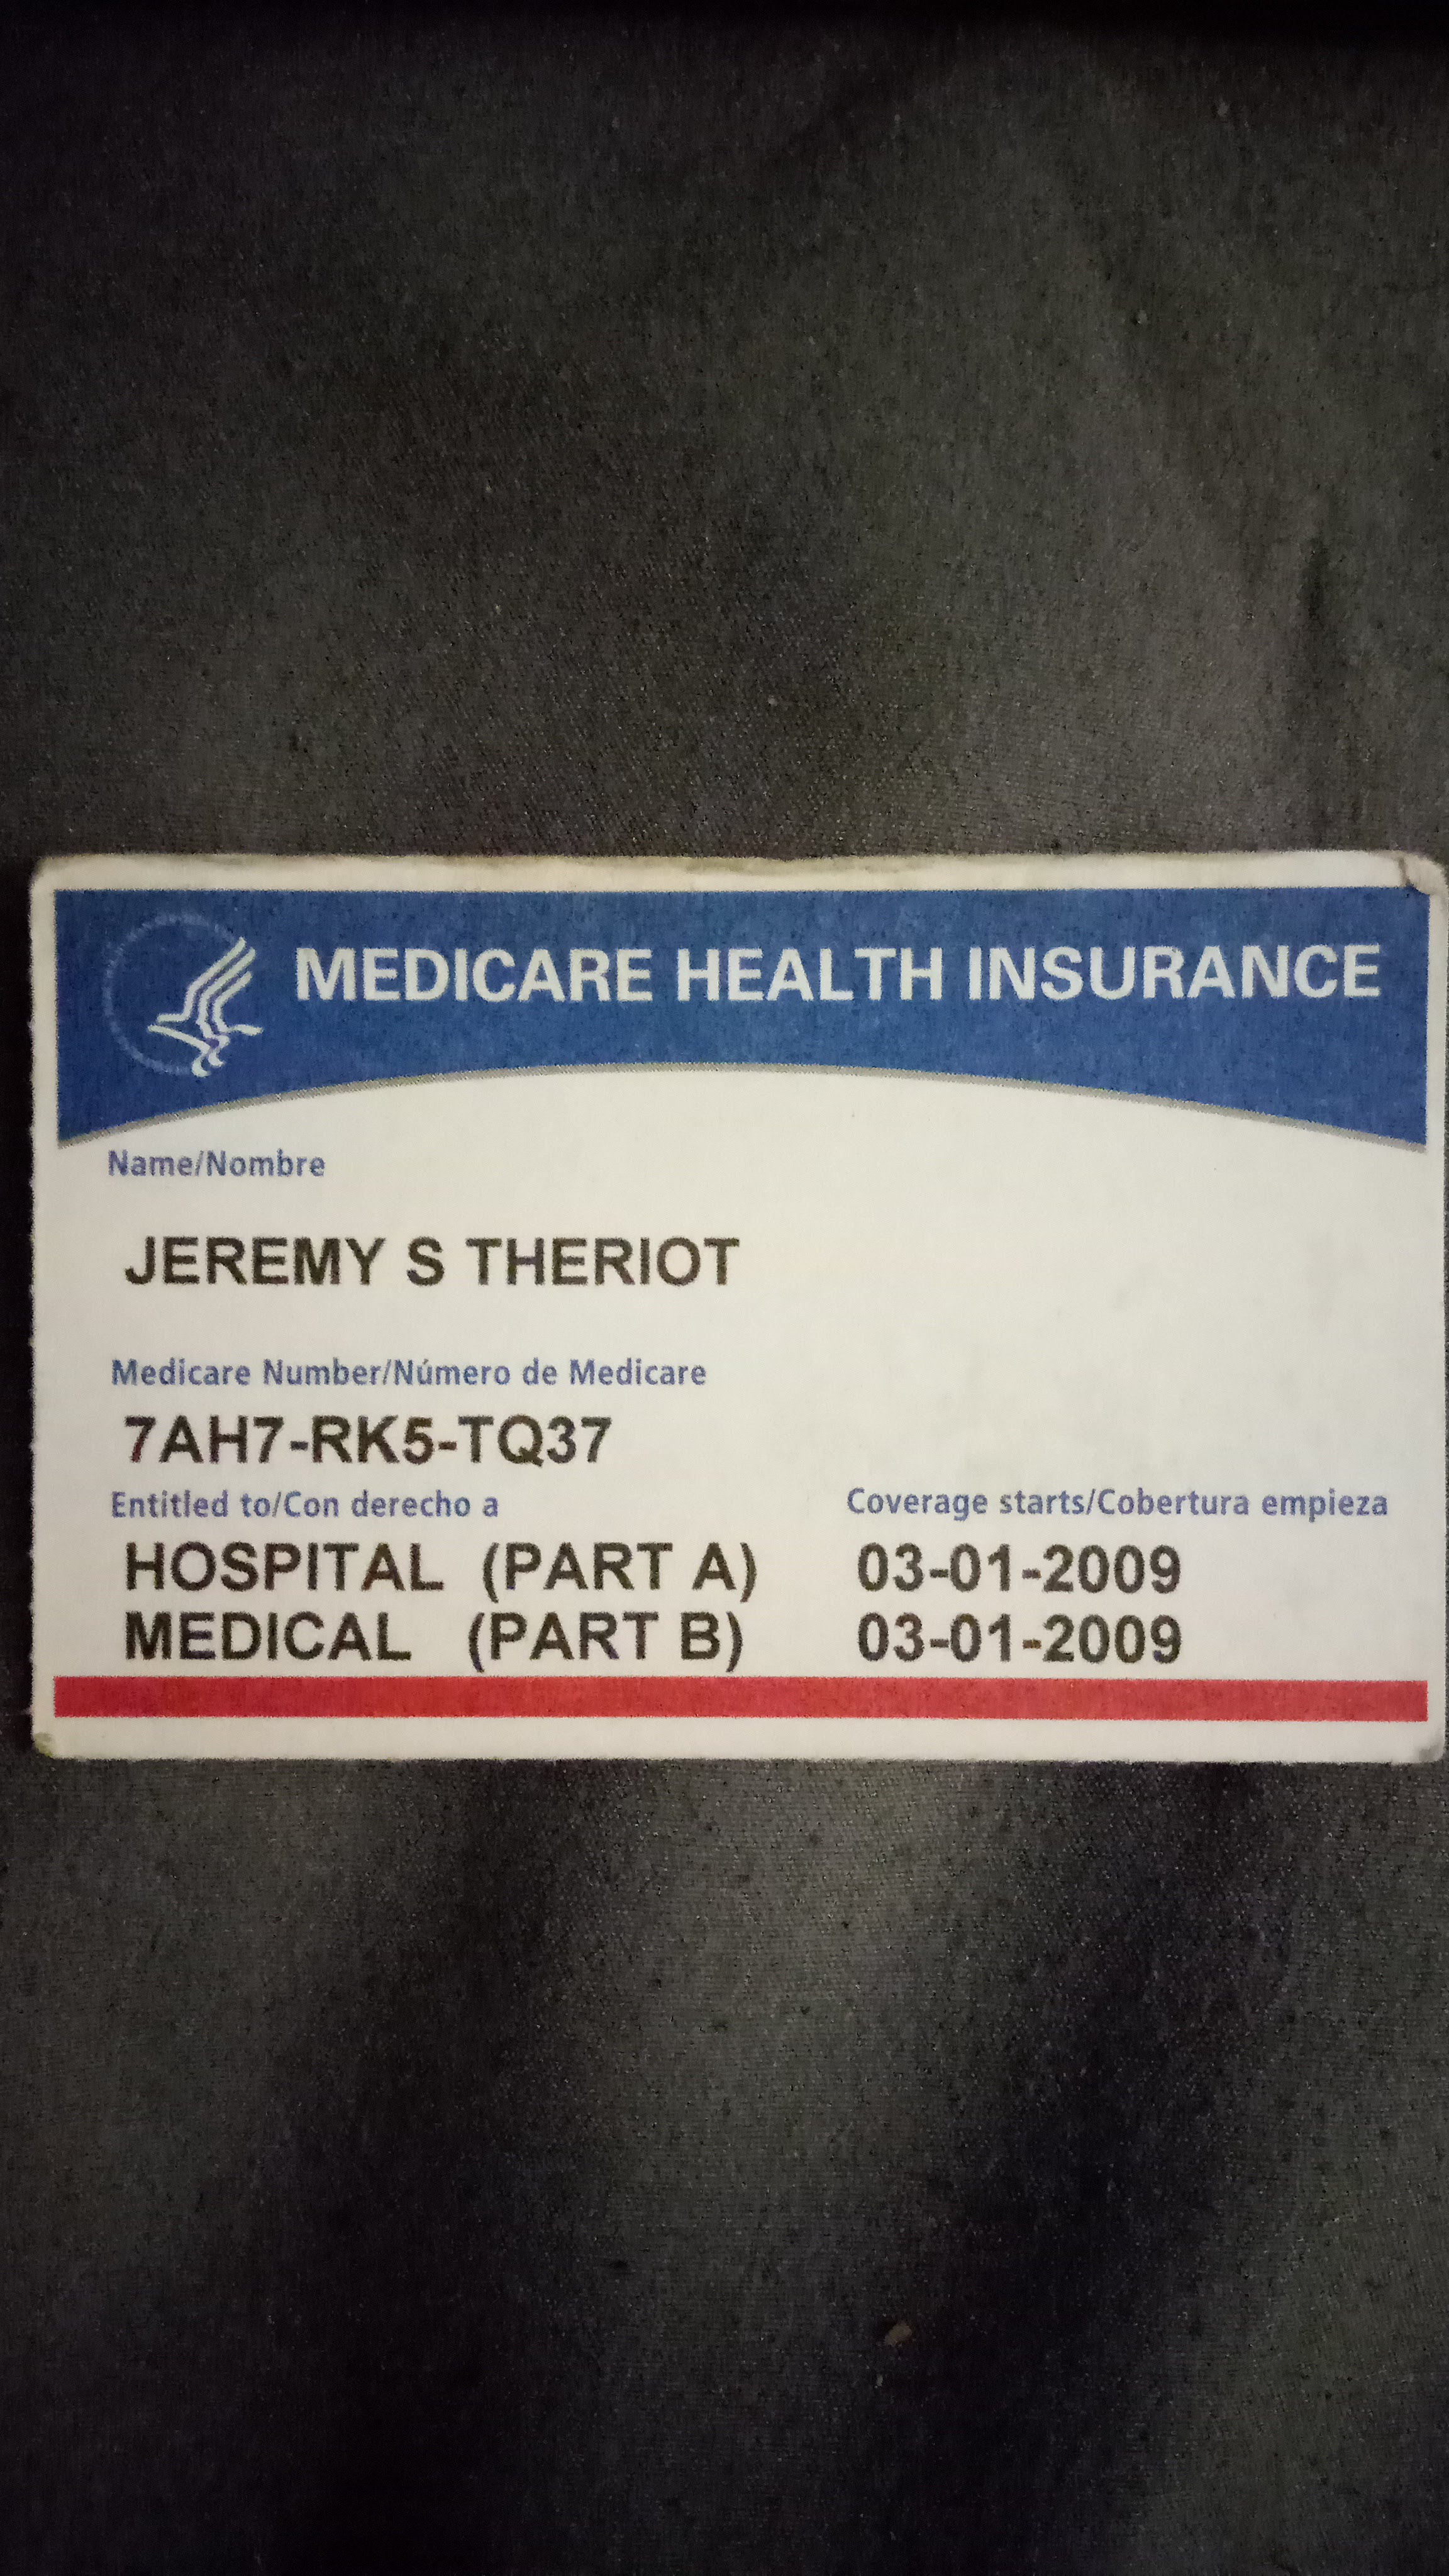 MEDICARE HEALTH INSURANCE
Name/Nombre
JEREMY S THERIOT
Medicare Number/Número de Medicare
7AH7-RK5-TQ37
Entitled to/Con derecho a Coverage starts/Cobertura empieza
HOSPITAL (PART A) 03-01-2009
MEDICAL (PART B) 03-01-2009